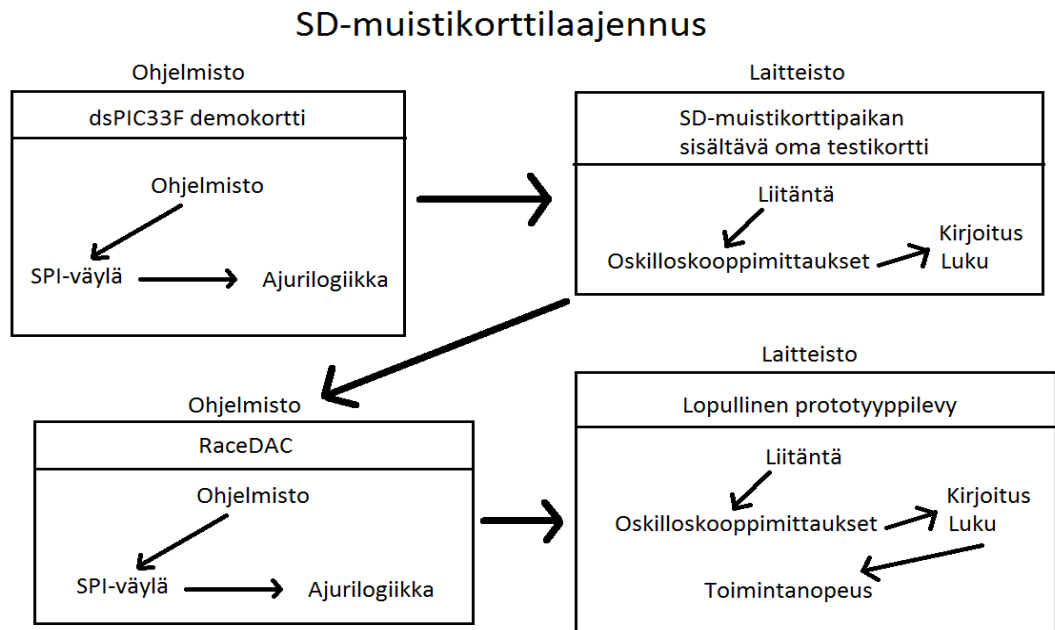 SD-muistikorttilaajennus
Ohjelmisto
dsPIC33F demokortti
Ohjelmisto
SPI-väylä
Ajurilogiikka
Laitteisto
SD-muistikorttipaikan
sisältävä oma testikortti
Liitäntä
Oskilloskooppimittaukset
Kirjoitus
Luku
Ohjelmisto
RaceDAC
Ohjelmisto
SPI-väylä
Ajurilogiikka
Laitteisto
Lopullinen prototyyppilevy
Liitäntä
Oskilloskooppimittaukset
Kirjoitus
Luku
Toimintanopeus